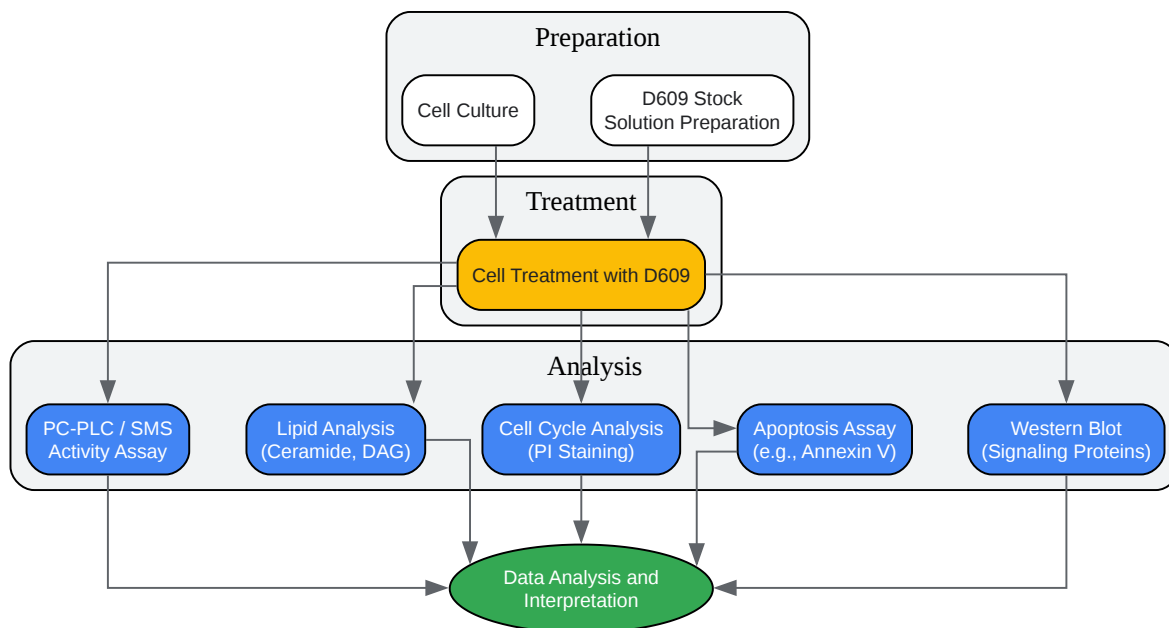 Preparation
Cell Culture
D609 Stock
Solution Preparation
Treatment
Cell Treatment with D609
Analysis
PC-PLC / SMS
Activity Assay
Lipid Analysis
(Ceramide, DAG)
Cell Cycle Analysis
(PI Staining)
Apoptosis Assay
(e.g., Annexin V)
Western Blot
(Signaling Proteins)
Data Analysis and
Interpretation